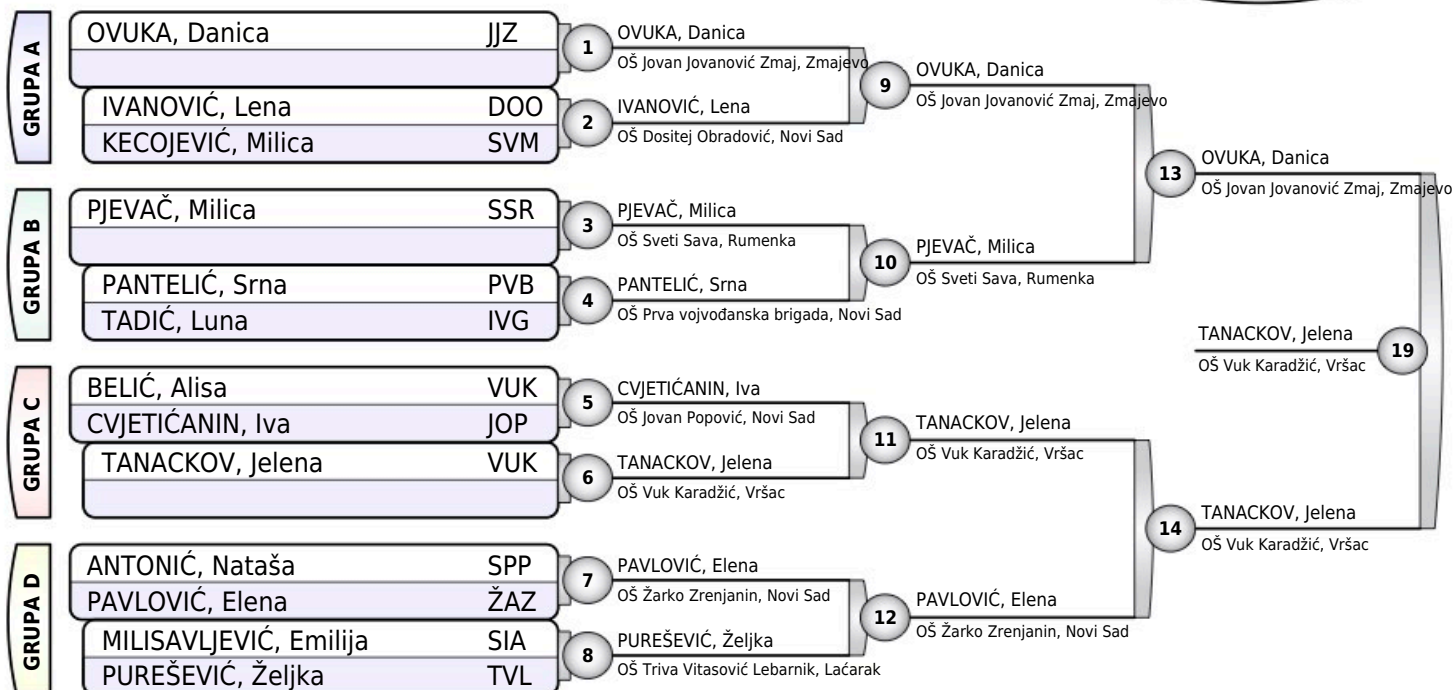 GRUPA A
OVUKA, Danica JJZ
IVANOVIĆ, Lena DOO
KECOJEVIĆ, Milica SVM
GRUPA B
PJEVAČ, Milica SSR
PANTELIĆ, Srna PVB
TADIĆ, Luna IVG
GRUPA C
BELIĆ, Alisa VUK
CVJETIĆANIN, Iva JOP
TANACKOV, Jelena VUK
GRUPA D
ANTONIĆ, Nataša SPP
PAVLOVIĆ, Elena ŽAZ
MILISAVLJEVIĆ, Emilija SIA
PUREŠEVIĆ, Željka TVL
1
OVUKA, Danica
OŠ Jovan Jovanović Zmaj, Zmajevo
2
IVANOVIĆ, Lena
OŠ Dositej Obradović, Novi Sad
3
PJEVAČ, Milica
OŠ Sveti Sava, Rumenka
4
PANTELIĆ, Srna
OŠ Prva vojvođanska brigada, Novi Sad
5
CVJETIĆANIN, Iva
OŠ Jovan Popović, Novi Sad
6
TANACKOV, Jelena
OŠ Vuk Karadžić, Vršac
7
PAVLOVIĆ, Elena
OŠ Žarko Zrenjanin, Novi Sad
8
PUREŠEVIĆ, Željka
OŠ Triva Vitasović Lebarnik, Laćarak
9
OVUKA, Danica
OŠ Jovan Jovanović Zmaj, Zmajevo
10
PJEVAČ, Milica
OŠ Sveti Sava, Rumenka
11
TANACKOV, Jelena
OŠ Vuk Karadžić, Vršac
12
PAVLOVIĆ, Elena
OŠ Žarko Zrenjanin, Novi Sad
13
OVUKA, Danica
OŠ Jovan Jovanović Zmaj, Zmajevo
14
TANACKOV, Jelena
OŠ Vuk Karadžić, Vršac
TANACKOV, Jelena
OŠ Vuk Karadžić, Vršac
19